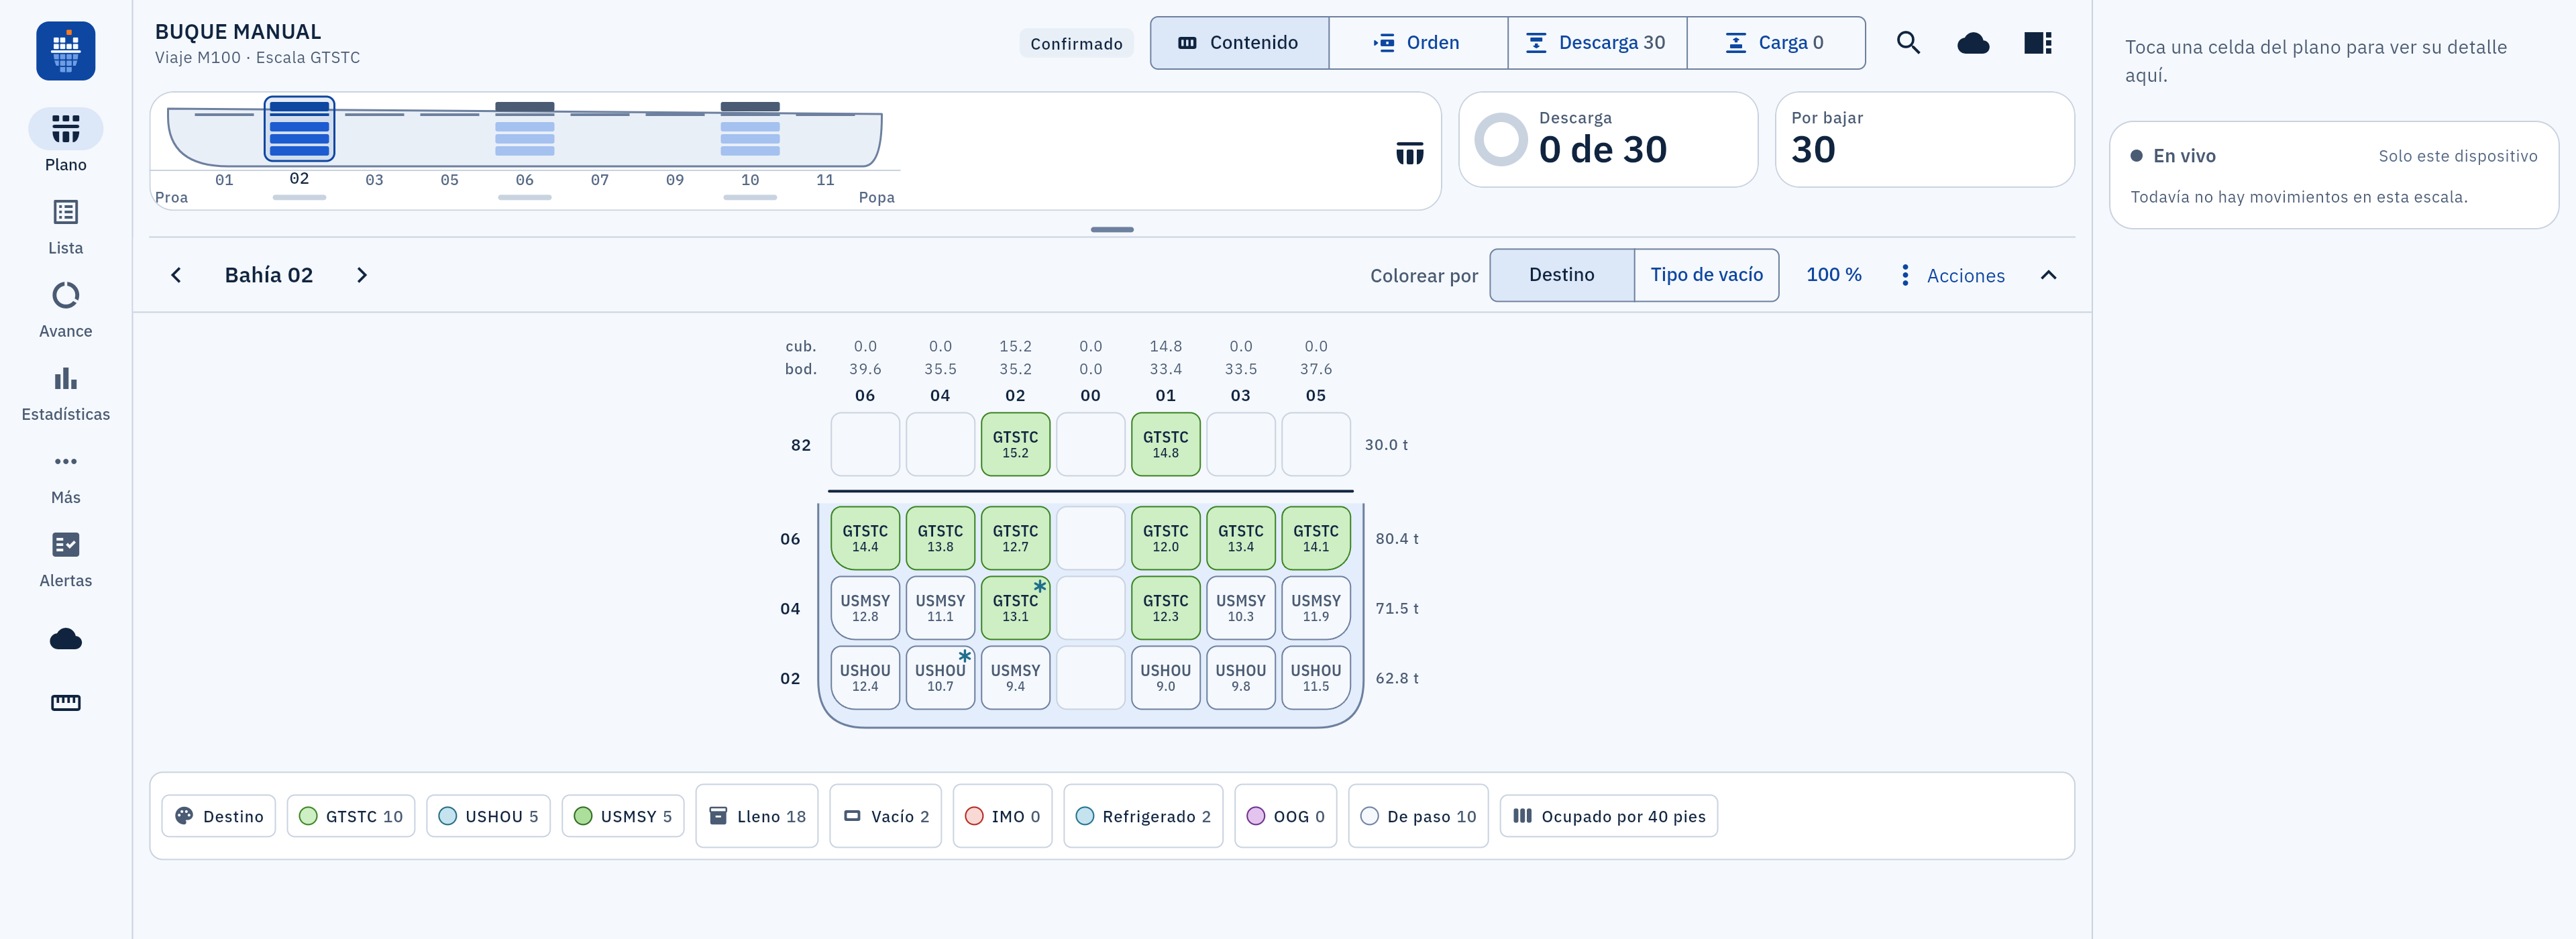 BUQUE MANUAL
Viaje M100 · Escala GTSTC
Confirmado
Contenido
Orden
Descarga 30
Carga 0
Plano
Lista
Avance
Estadísticas
Más
Alertas
01 02 03 05 06 07 09 10 11
Proa Popa
Descarga
0 de 30
Por bajar
30
Toca una celda del plano para ver su detalle
aquí.
En vivo Solo este dispositivo
Todavía no hay movimientos en esta escala.
Bahía 02
Colorear por Destino Tipo de vacío 100 % Acciones
cub. 0.0 0.0 15.2 0.0 14.8 0.0 0.0
bod. 39.6 35.5 35.2 0.0 33.4 33.5 37.6
06 04 02 00 01 03 05
82 GTSTC GTSTC 30.0 t
15.2 14.8
06 GTSTC GTSTC GTSTC GTSTC GTSTC GTSTC 80.4 t
14.4 13.8 12.7 12.0 13.4 14.1
04 USMSY USMSY GTSTC GTSTC USMSY USMSY 71.5 t
12.8 11.1 13.1 12.3 10.3 11.9
02 USHOU USHOU USMSY USHOU USHOU USHOU 62.8 t
12.4 10.7 9.4 9.0 9.8 11.5
Destino GTSTC 10 USHOU 5 USMSY 5 Lleno 18 Vacío 2 IMO 0 Refrigerado 2 OOG 0 De paso 10 Ocupado por 40 pies